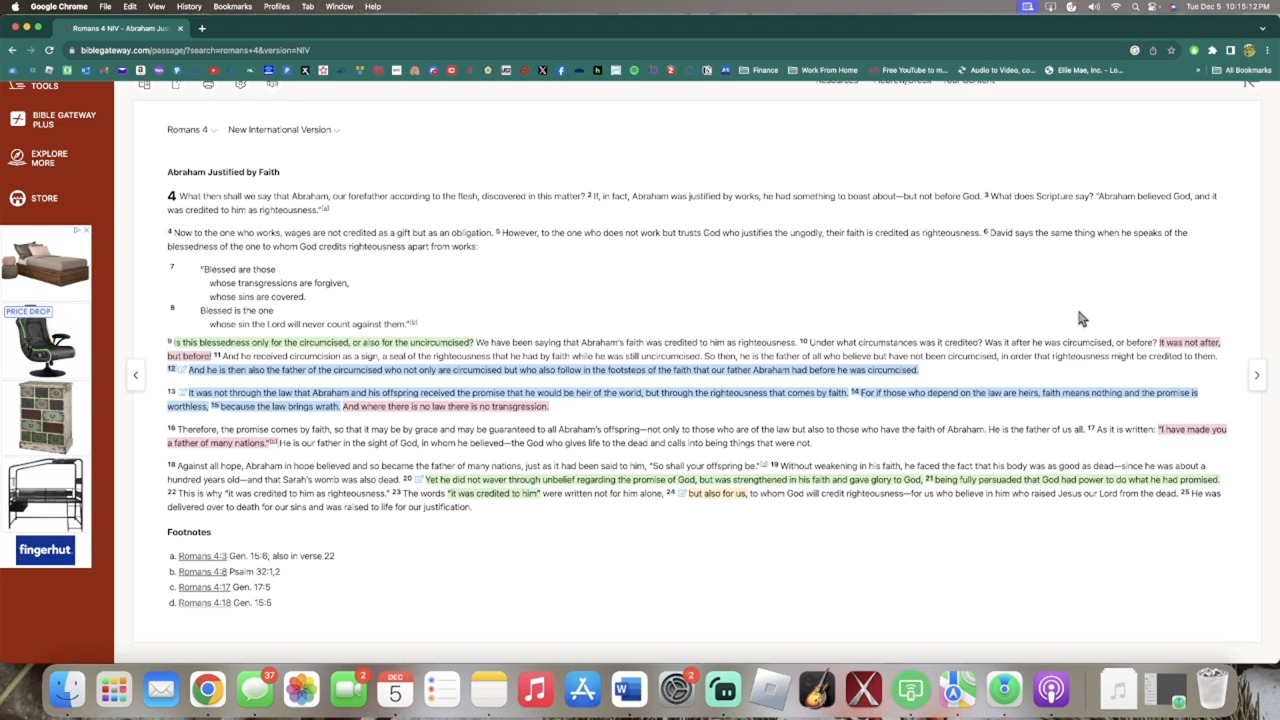 Google Chrome File Edit View History Bookmarks Profiles Tab Window Help Tue Dec 5 10:15:12 PM
Romans 4 NIV - Abraham Jus
biblegateway.com/passage/?search=romans+4&version=NIV
Finance Work From Home Free YouTube to m... Audio to Video, co... Ellie Mae, Inc. - Lo... » All Bookmarks
TOOLS
BIBLE GATEWAY
PLUS
EXPLORE
MORE
STORE
PRICE DROP
fingerhut
Romans 4 New International Version
Abraham Justified by Faith
4 What then shall we say that Abraham, our forefather according to the flesh, discovered in this matter? 2 If, in fact, Abraham was justified by works, he had something to boast about—but not before God. 3 What does Scripture say? "Abraham believed God, and it
was credited to him as righteousness."[a]
4 Now to the one who works, wages are not credited as a gift but as an obligation. 5 However, to the one who does not work but trusts God who justifies the ungodly, their faith is credited as righteousness. 6 David says the same thing when he speaks of the
blessedness of the one to whom God credits righteousness apart from works:
7 "Blessed are those
whose transgressions are forgiven,
whose sins are covered.
8 Blessed is the one
whose sin the Lord will never count against them."[b]
9 Is this blessedness only for the circumcised, or also for the uncircumcised? We have been saying that Abraham's faith was credited to him as righteousness. 10 Under what circumstances was it credited? Was it after he was circumcised, or before? It was not after,
but before! 11 And he received circumcision as a sign, a seal of the righteousness that he had by faith while he was still uncircumcised. So then, he is the father of all who believe but have not been circumcised, in order that righteousness might be credited to them.
12 And he is then also the father of the circumcised who not only are circumcised but who also follow in the footsteps of the faith that our father Abraham had before he was circumcised.
13 It was not through the law that Abraham and his offspring received the promise that he would be heir of the world, but through the righteousness that comes by faith. 14 For if those who depend on the law are heirs, faith means nothing and the promise is
worthless, 15 because the law brings wrath. And where there is no law there is no transgression.
16 Therefore, the promise comes by faith, so that it may be by grace and may be guaranteed to all Abraham's offspring—not only to those who are of the law but also to those who have the faith of Abraham. He is the father of us all. 17 As it is written: "I have made you
a father of many nations."[c] He is our father in the sight of God, in whom he believed—the God who gives life to the dead and calls into being things that were not.
18 Against all hope, Abraham in hope believed and so became the father of many nations, just as it had been said to him, "So shall your offspring be."[d] 19 Without weakening in his faith, he faced the fact that his body was as good as dead—since he was about a
hundred years old—and that Sarah's womb was also dead. 20 Yet he did not waver through unbelief regarding the promise of God, but was strengthened in his faith and gave glory to God, 21 being fully persuaded that God had power to do what he had promised.
22 This is why "it was credited to him as righteousness." 23 The words "it was credited to him" were written not for him alone, 24 but also for us, to whom God will credit righteousness—for us who believe in him who raised Jesus our Lord from the dead. 25 He was
delivered over to death for our sins and was raised to life for our justification.
Footnotes
a. Romans 4:3 Gen. 15:6; also in verse 22
b. Romans 4:8 Psalm 32:1,2
c. Romans 4:17 Gen. 17:5
d. Romans 4:18 Gen. 15:5
37 2 DEC 5 2